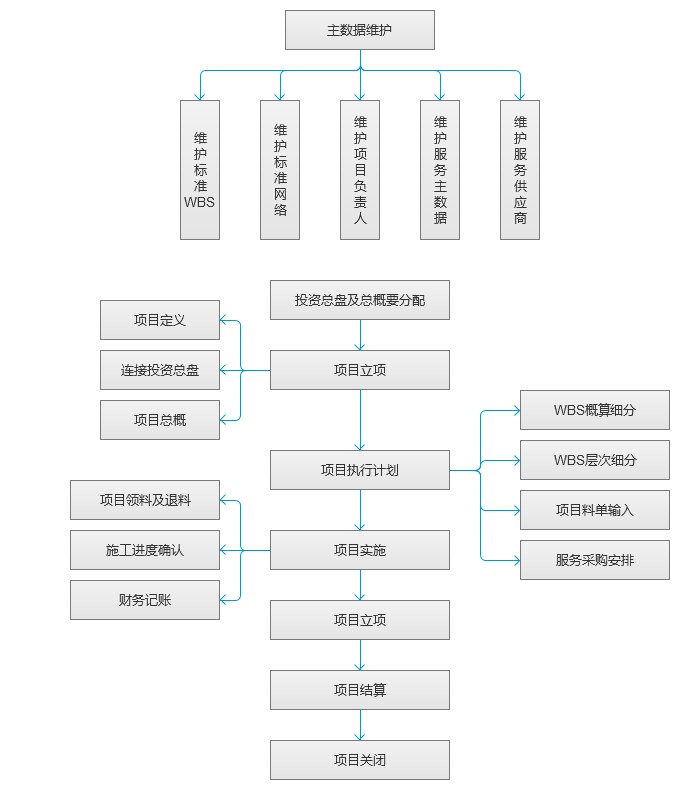 主数据维护
维护标准WBS
维护标准网络
维护项目负责人
维护服务主数据
维护服务供应商
投资总盘及总概要分配
项目定义
连接投资总盘
项目立项
项目总概
WBS概算细分
WBS层次细分
项目执行计划
项目料单输入
服务采购安排
项目领料及退料
施工进度确认
项目实施
财务记账
项目立项
项目结算
项目关闭